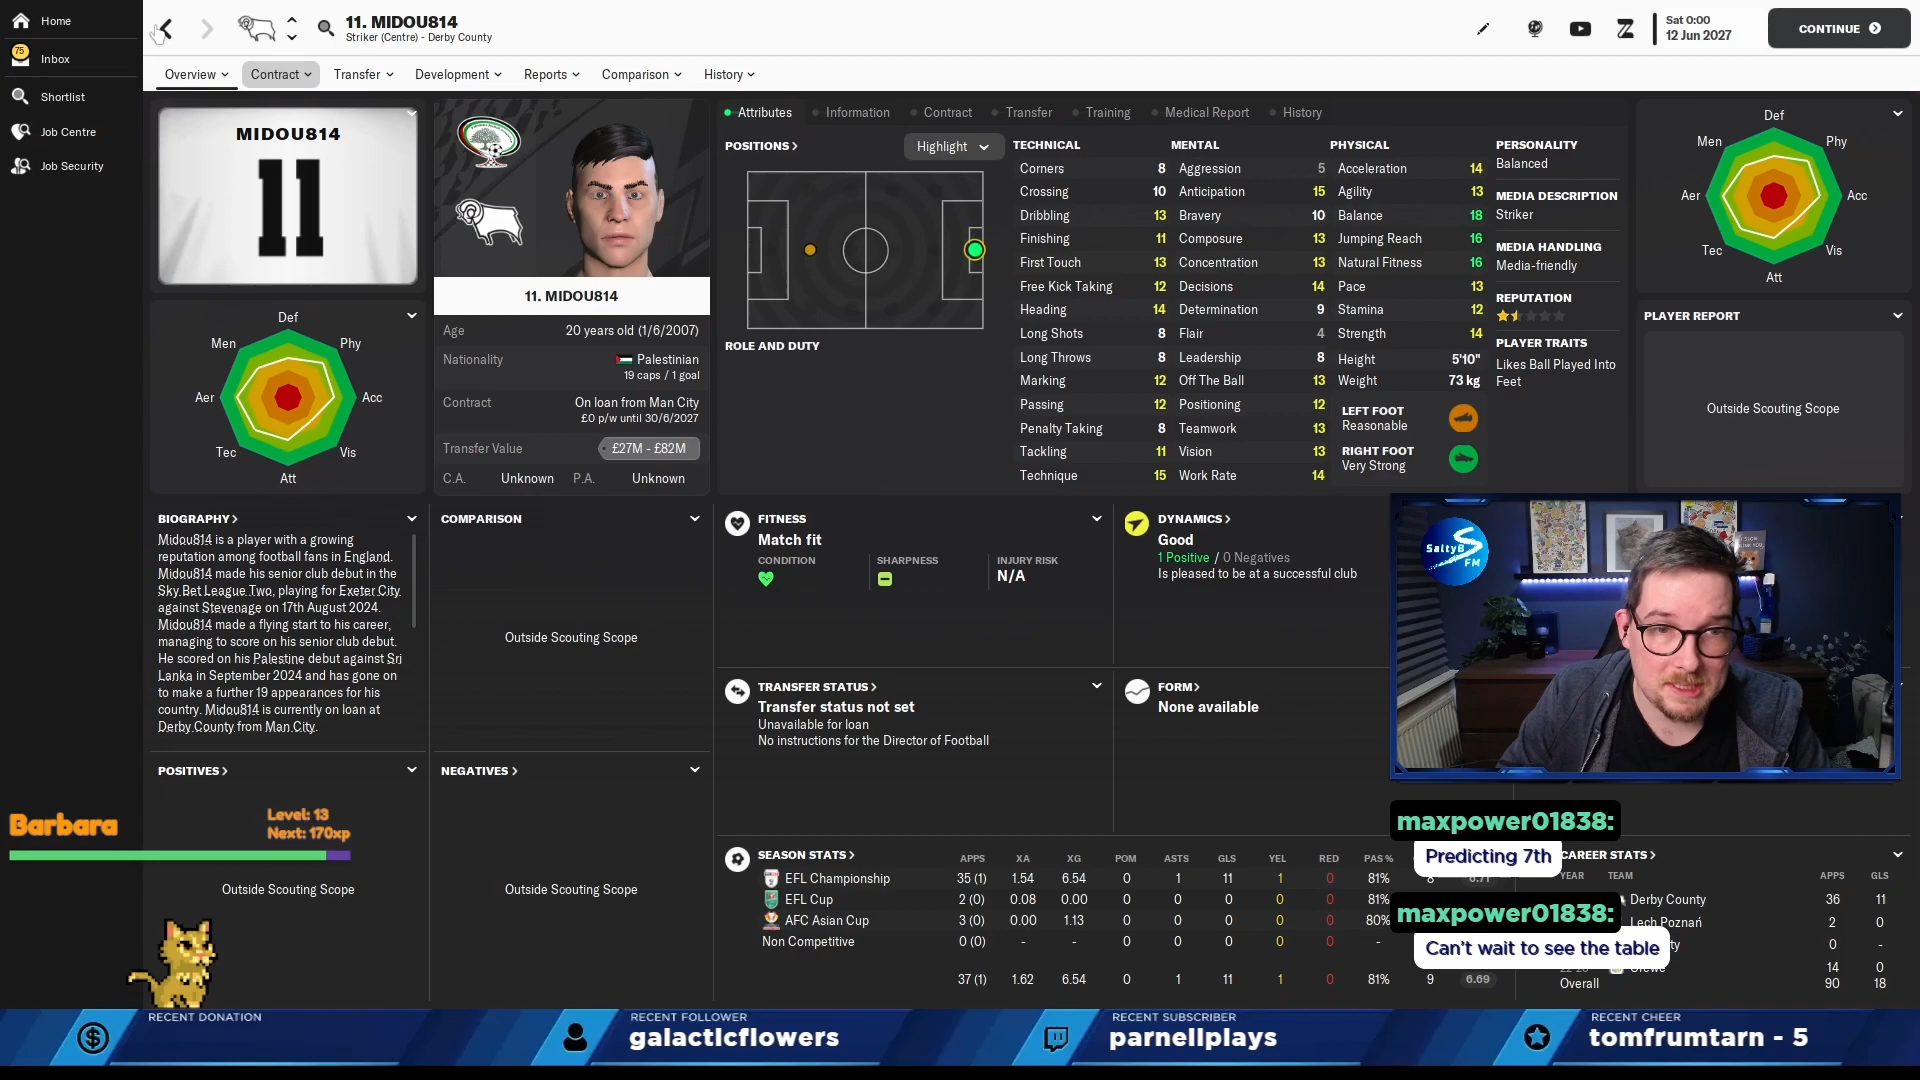 Home
75
Inbox
Shortlist
Job Centre
Job Security
11. MIDOU814
Striker (Centre) - Derby County
Sat 0:00
12 Jun 2027
CONTINUE
Overview
Contract
Transfer
Development
Reports
Comparison
History
MIDOU814
11
Def
Men Phy
Aer Acc
Tec Vis
Att
11. MIDOU814
Age 20 years old (1/6/2007)
Nationality Palestinian
19 caps / 1 goal
Contract On loan from Man City
£0 p/w until 30/6/2027
Transfer Value £27M - £82M
C.A. Unknown P.A. Unknown
Attributes
Information
Contract
Transfer
Training
Medical Report
History
POSITIONS
Highlight
ROLE AND DUTY
TECHNICAL
Corners 8
Crossing 10
Dribbling 13
Finishing 11
First Touch 13
Free Kick Taking 12
Heading 14
Long Shots 8
Long Throws 8
Marking 12
Passing 12
Penalty Taking 8
Tackling 11
Technique 15
MENTAL
Aggression 5
Anticipation 15
Bravery 10
Composure 13
Concentration 13
Decisions 14
Determination 9
Flair 4
Leadership 8
Off The Ball 13
Positioning 12
Teamwork 13
Vision 13
Work Rate 14
PHYSICAL
Acceleration 14
Agility 13
Balance 18
Jumping Reach 16
Natural Fitness 16
Pace 13
Stamina 12
Strength 14
Height 5'10"
Weight 73 kg
LEFT FOOT
Reasonable
RIGHT FOOT
Very Strong
PERSONALITY
Balanced
MEDIA DESCRIPTION
Striker
MEDIA HANDLING
Media-friendly
REPUTATION
PLAYER TRAITS
Likes Ball Played Into
Feet
Def
Men Phy
Aer Acc
Tec Vis
Att
PLAYER REPORT
Outside Scouting Scope
BIOGRAPHY
Midou814 is a player with a growing
reputation among football fans in England.
Midou814 made his senior club debut in the
Sky Bet League Two, playing for Exeter City
against Stevenage on 17th August 2024.
Midou814 made a flying start to his career,
managing to score on his senior club debut.
He scored on his Palestine debut against Sri
Lanka in September 2024 and has gone on
to make a further 19 appearances for his
country. Midou814 is currently on loan at
Derby County from Man City.
COMPARISON
Outside Scouting Scope
FITNESS
Match fit
CONDITION SHARPNESS INJURY RISK
N/A
DYNAMICS
Good
1 Positive / 0 Negatives
Is pleased to be at a successful club
TRANSFER STATUS
Transfer status not set
Unavailable for loan
No instructions for the Director of Football
FORM
None available
SaltyB
FM
POSITIVES
Outside Scouting Scope
NEGATIVES
Outside Scouting Scope
Barbara
Level: 13
Next: 170xp
SEASON STATS APPS XA XG POM ASTS GLS YEL RED PAS %
EFL Championship 35 (1) 1.54 6.54 0 1 11 1 0 81% 8 6.71
EFL Cup 2 (0) 0.08 0.00 0 0 0 0 0 81%
AFC Asian Cup 3 (0) 0.00 1.13 0 0 0 0 0 80%
Non Competitive 0 (0) - - 0 0 0 0 0 -
37 (1) 1.62 6.54 0 1 11 1 0 81% 9 6.69
maxpower01838:
Predicting 7th
maxpower01838:
Can't wait to see the table
CAREER STATS
YEAR TEAM APPS GLS
Derby County 36 11
Lech Poznań 2 0
0 -
Crewe 14 0
Overall 90 18
RECENT DONATION
RECENT FOLLOWER
galacticflowers
RECENT SUBSCRIBER
parnellplays
RECENT CHEER
tomfrumtarn - 5